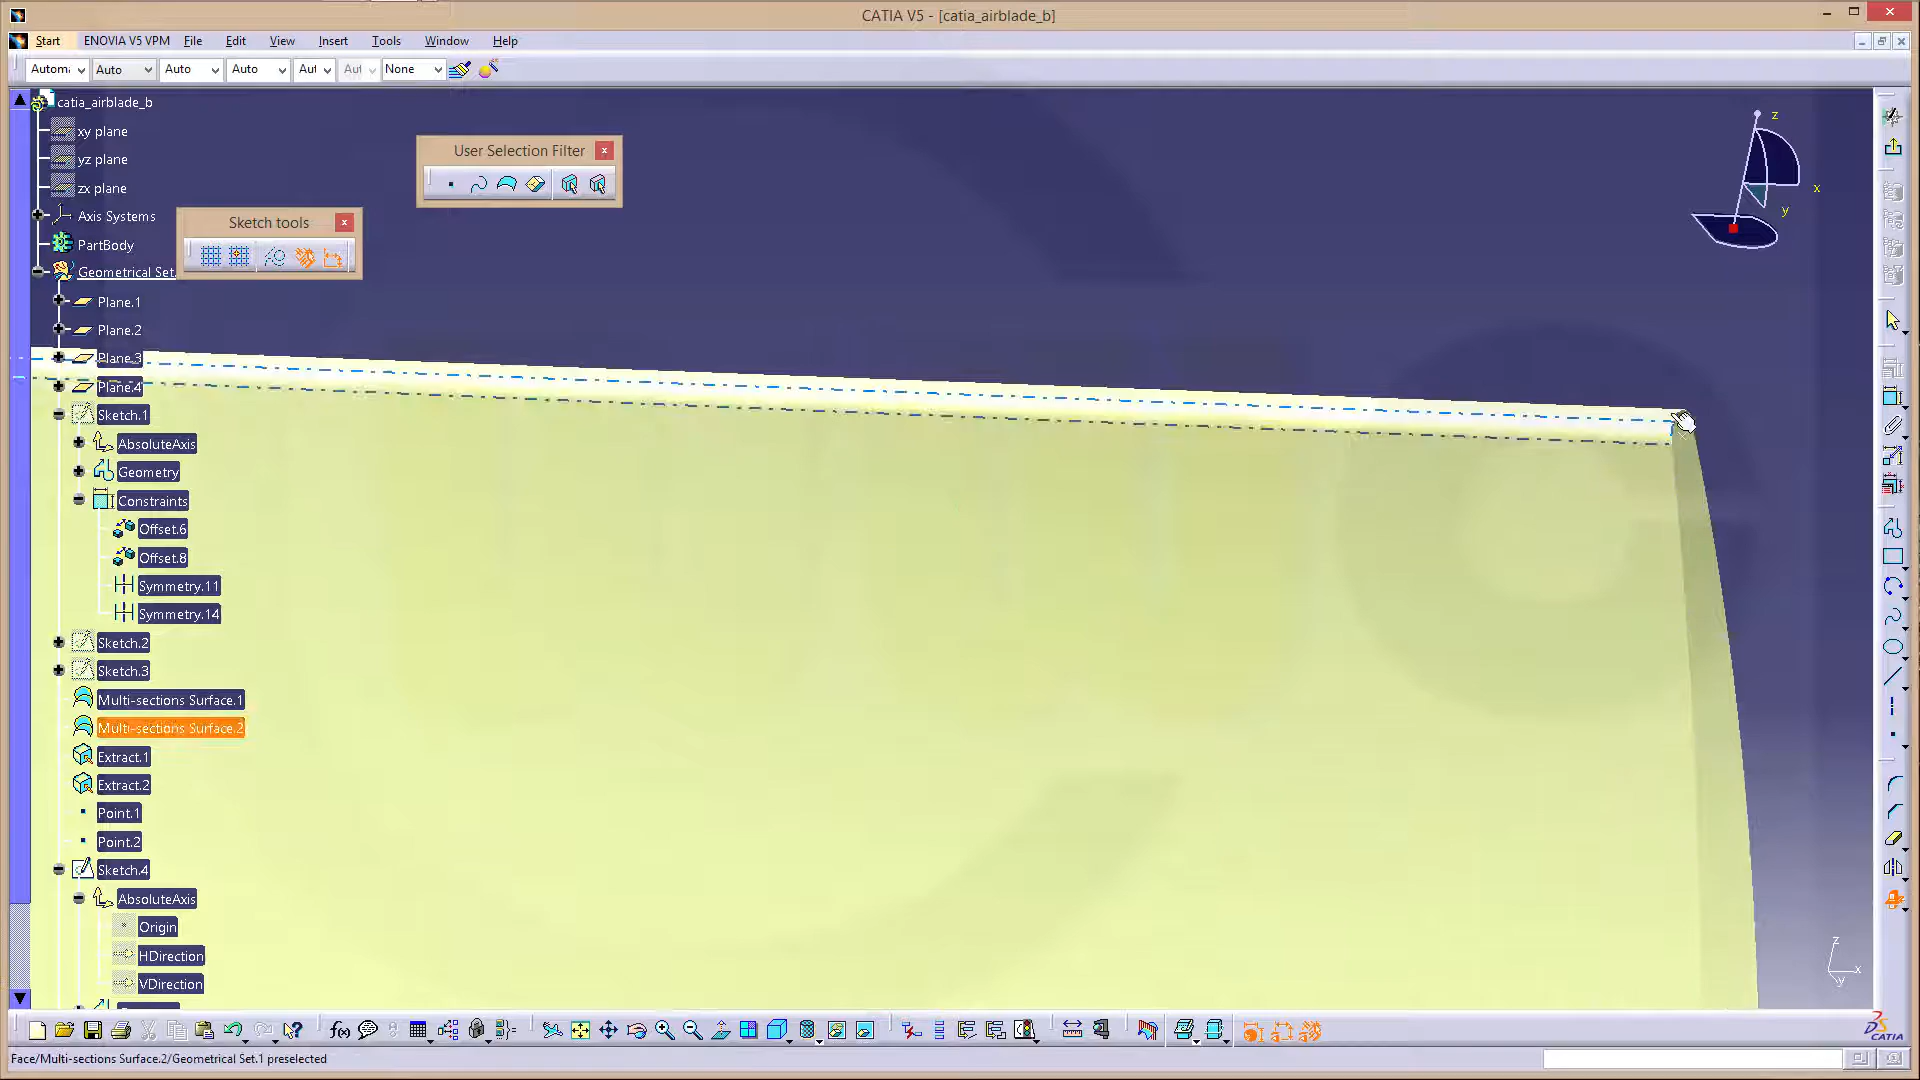 CATIA V5 - [catia_airblade_b]
Start
ENOVIA V5 VPM
File
Edit
View
Insert
Tools
Window
Help
Autom
Auto
Auto
Auto
Aut
Aut
None
catia_airblade_b
xy plane
yz plane
zx plane
Axis Systems
PartBody
Geometrical Set.
Plane.1
Plane.2
Plane.3
Plane.4
Sketch.1
AbsoluteAxis
Geometry
Constraints
Offset.6
Offset.8
Symmetry.11
Symmetry.14
Sketch.2
Sketch.3
Multi-sections Surface.1
Multi-sections Surface.2
Extract.1
Extract.2
Point.1
Point.2
Sketch.4
AbsoluteAxis
Origin
HDirection
VDirection
User Selection Filter
Sketch tools
z
x
y
z
x
y
f(x)
CATIA
Face/Multi-sections Surface.2/Geometrical Set.1 preselected